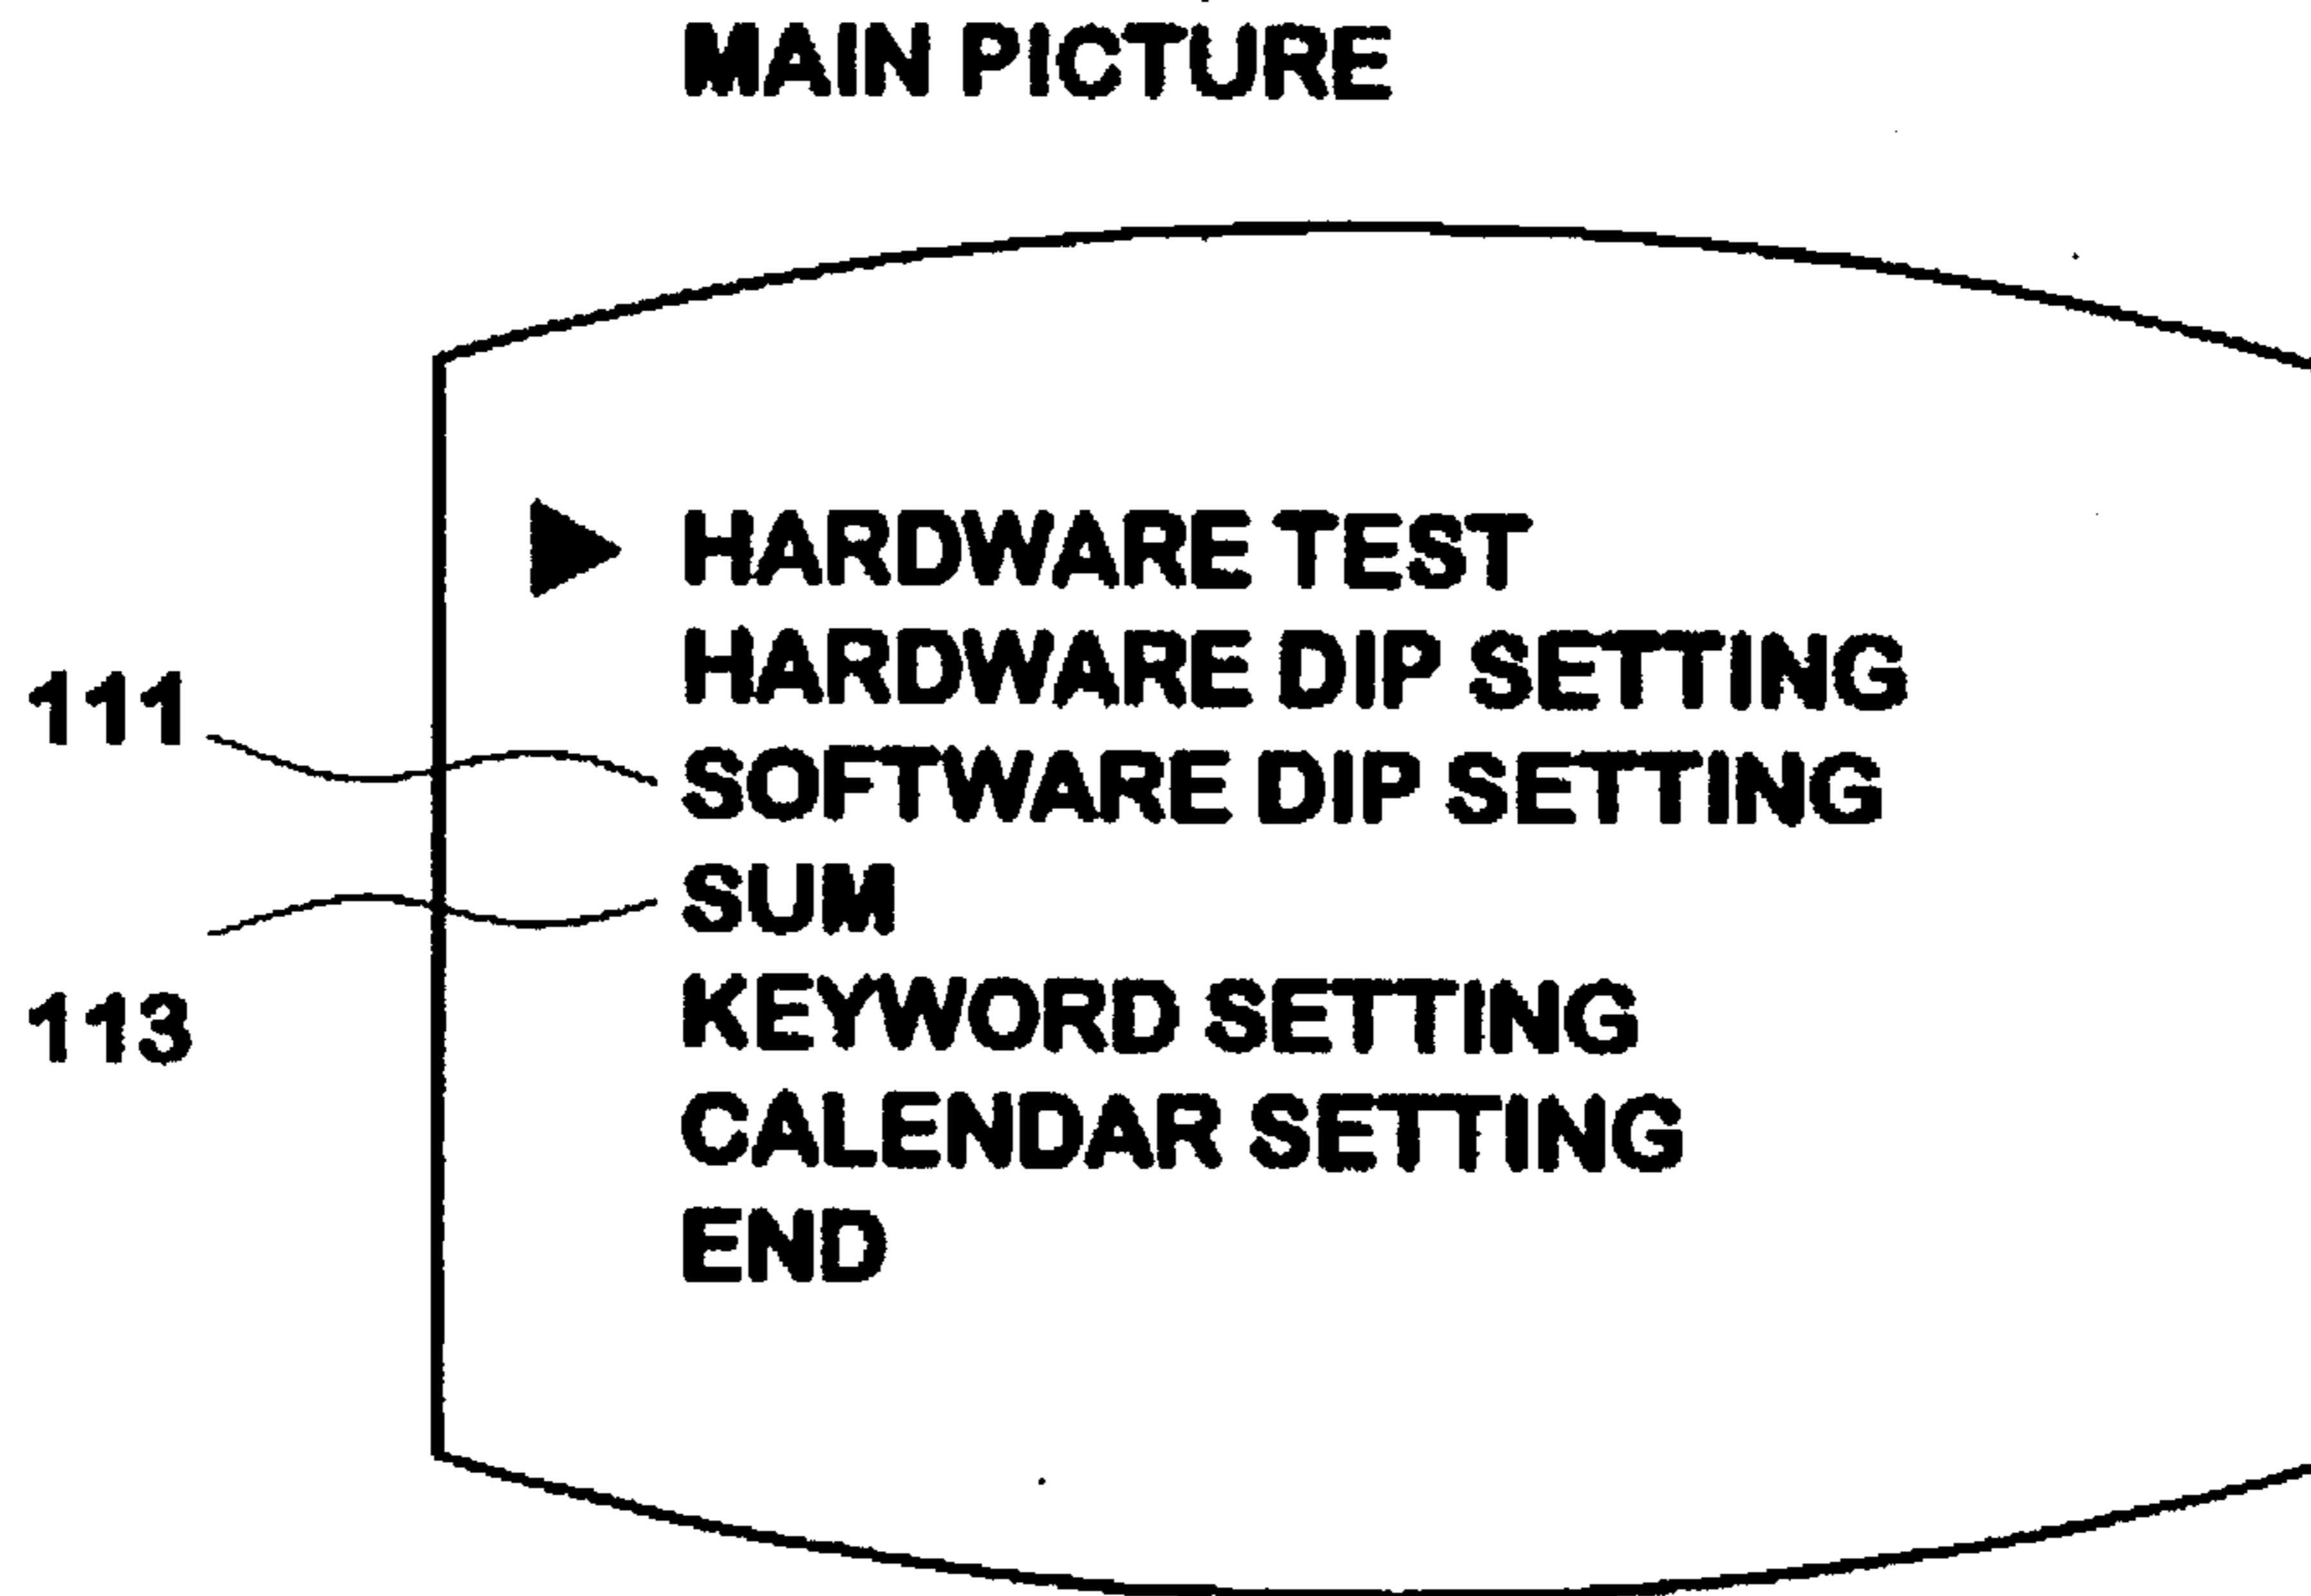 MAIN PICTURE
HARDWARE TEST
HARDWARE DIP SETTING
111
SOFTWARE DIP SETTING
SUM
113
KEYWORD SETTING
CALENDAR SETTING
END